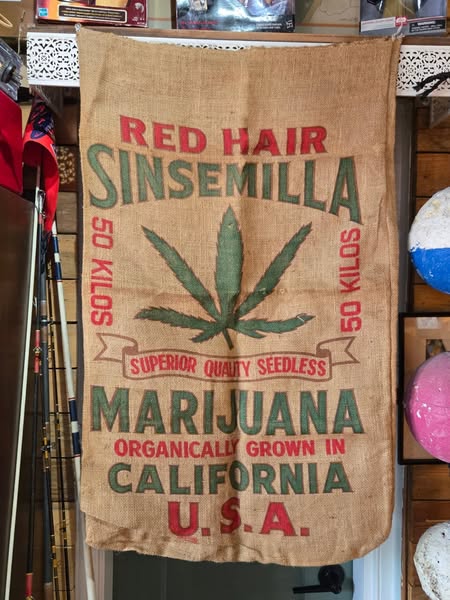 RED HAIR
SINSEMILLA
50 KILOS
50 KILOS
SUPERIOR QUALITY SEEDLESS
MARIJUANA
ORGANICALLY GROWN IN
CALIFORNIA
U.S.A.